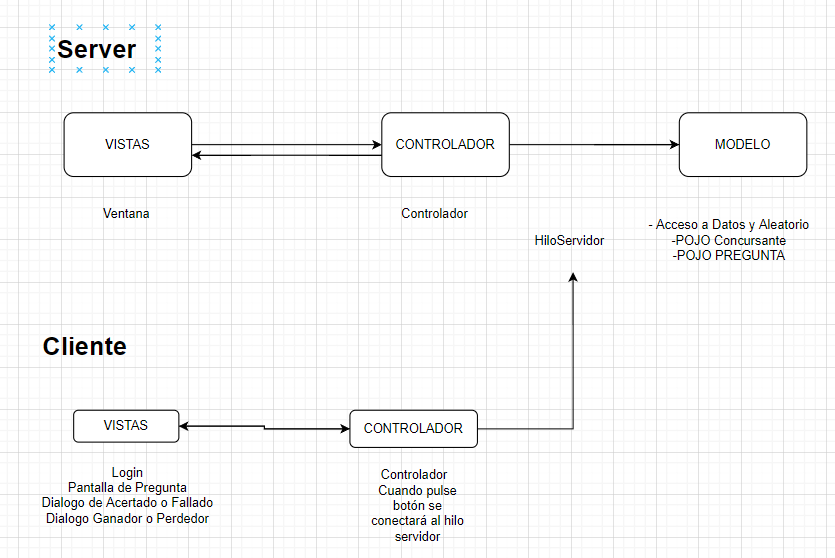 Server
VISTAS
CONTROLADOR
MODELO
Ventana
Controlador
HiloServidor
- Acceso a Datos y Aleatorio
-POJO Concursante
-POJO PREGUNTA
Cliente
VISTAS
CONTROLADOR
Login
Pantalla de Pregunta
Dialogo de Acertado o Fallado
Dialogo Ganador o Perdedor
Controlador
Cuando pulse
botón se
conectará al hilo
servidor